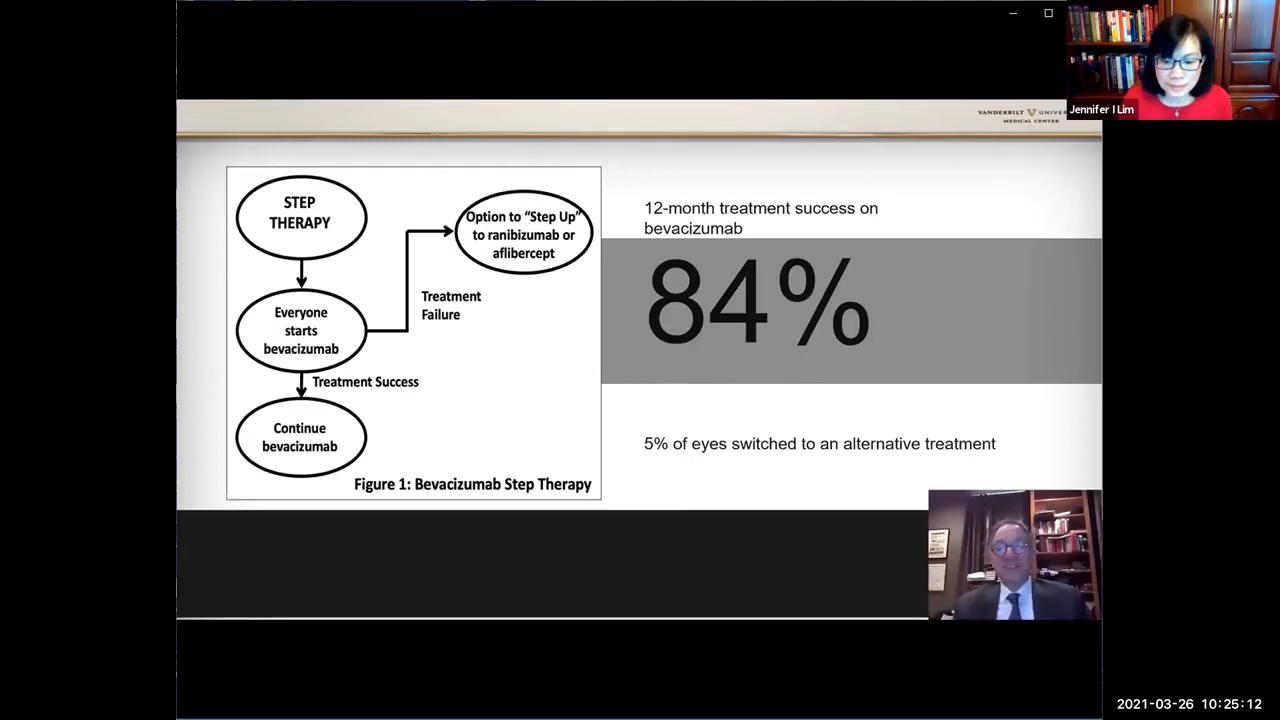 VANDERBILT V UNIVE
MEDICAL CENTER
Jennifer I Lim
STEP
THERAPY
Everyone
starts
bevacizumab
Treatment Success
Continue
bevacizumab
Treatment
Failure
Option to “Step Up”
to ranibizumab or
aflibercept
Figure 1: Bevacizumab Step Therapy
12-month treatment success on
bevacizumab
84%
5% of eyes switched to an alternative treatment
2021-03-26 10:25:12